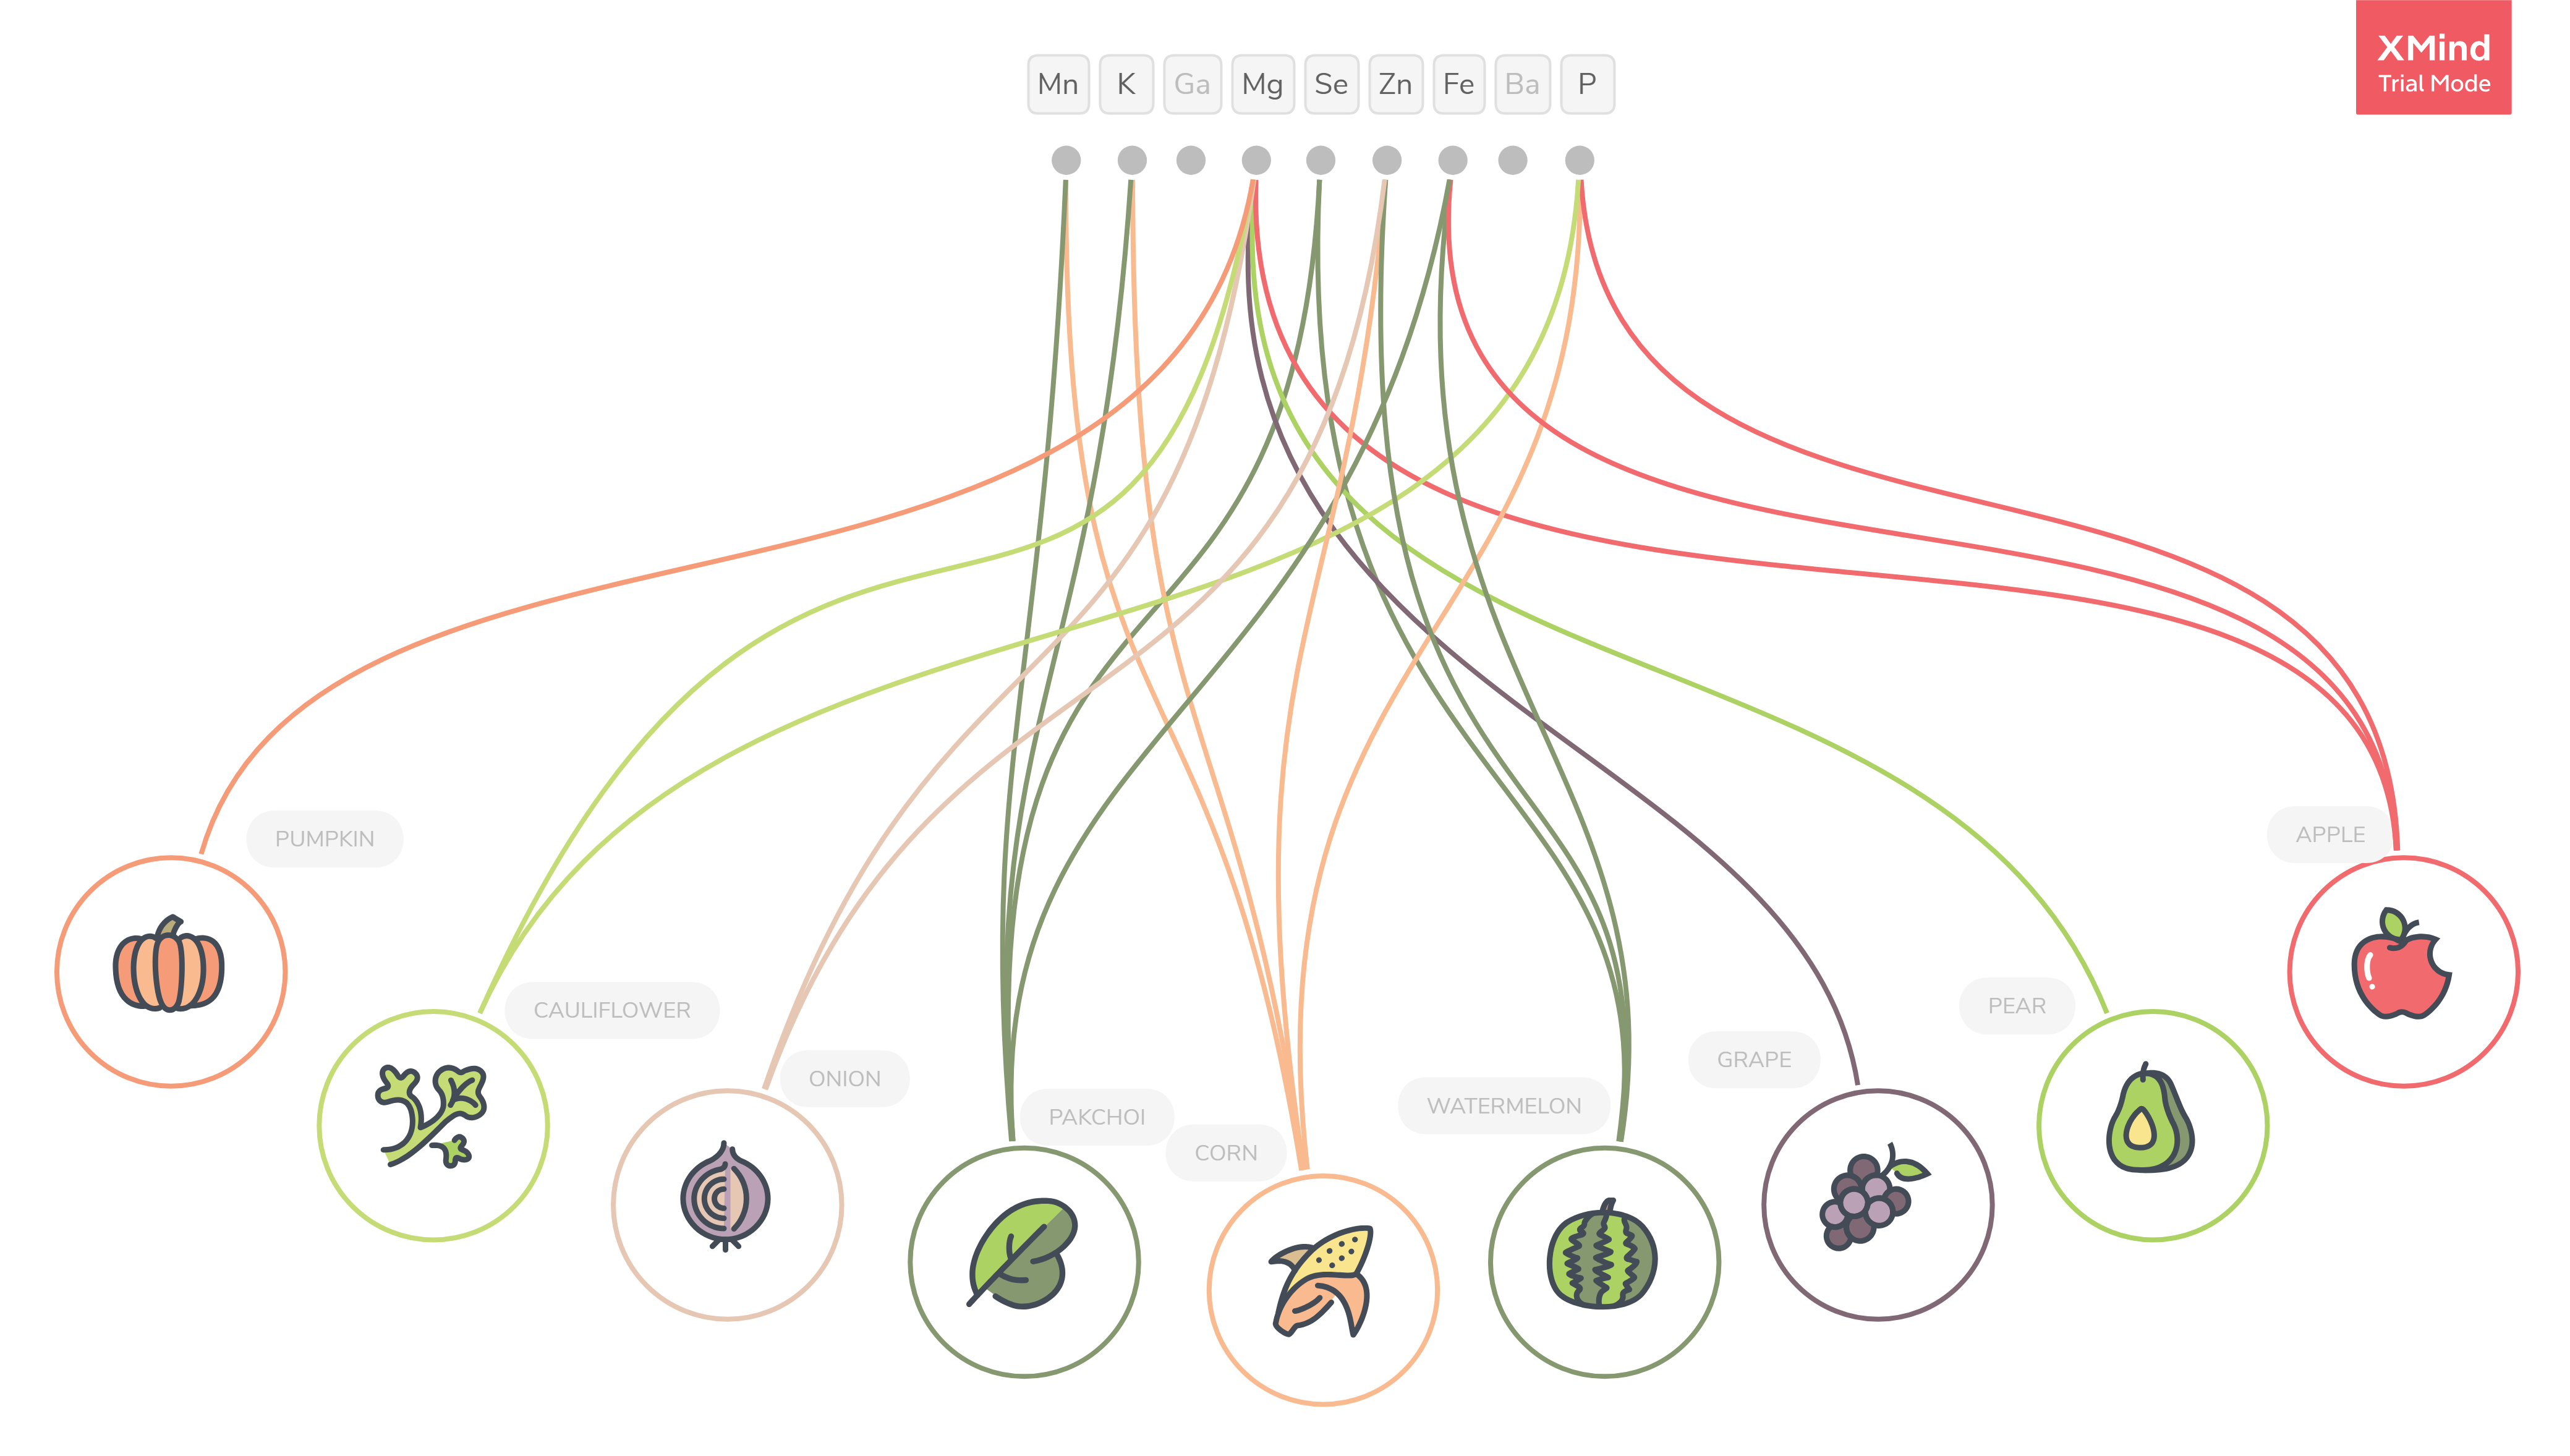 XMind
Trial Mode
Mn K Ga Mg Se Zn Fe Ba P
PUMPKIN
APPLE
CAULIFLOWER
PEAR
ONION
GRAPE
PAKCHOI
WATERMELON
CORN